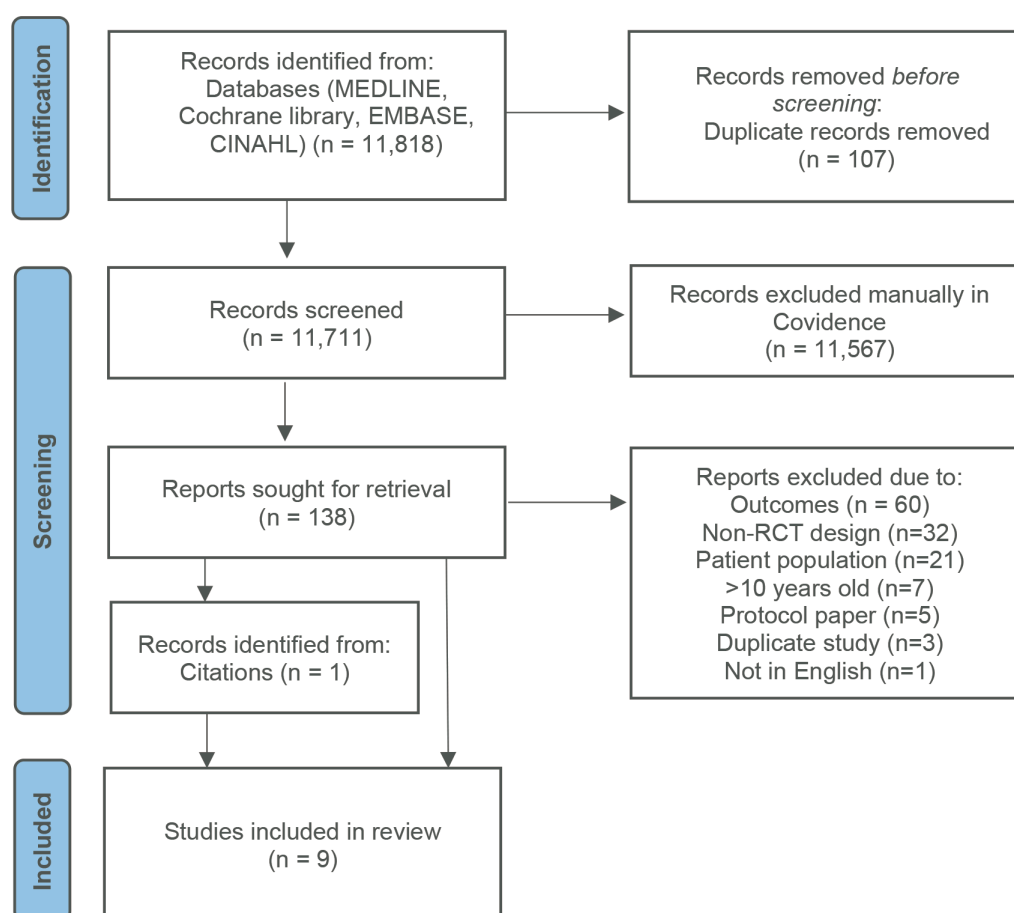 Identification
Records identified from:
Databases (MEDLINE,
Cochrane library, EMBASE,
CINAHL) (n = 11,818)
Records removed before
screening:
Duplicate records removed
(n = 107)
Screening
Records screened
(n = 11,711)
Records excluded manually in
Covidence
(n = 11,567)
Reports sought for retrieval
(n = 138)
Reports excluded due to:
Outcomes (n = 60)
Non-RCT design (n=32)
Patient population (n=21)
>10 years old (n=7)
Protocol paper (n=5)
Duplicate study (n=3)
Not in English (n=1)
Records identified from:
Citations (n = 1)
Included
Studies included in review
(n = 9)